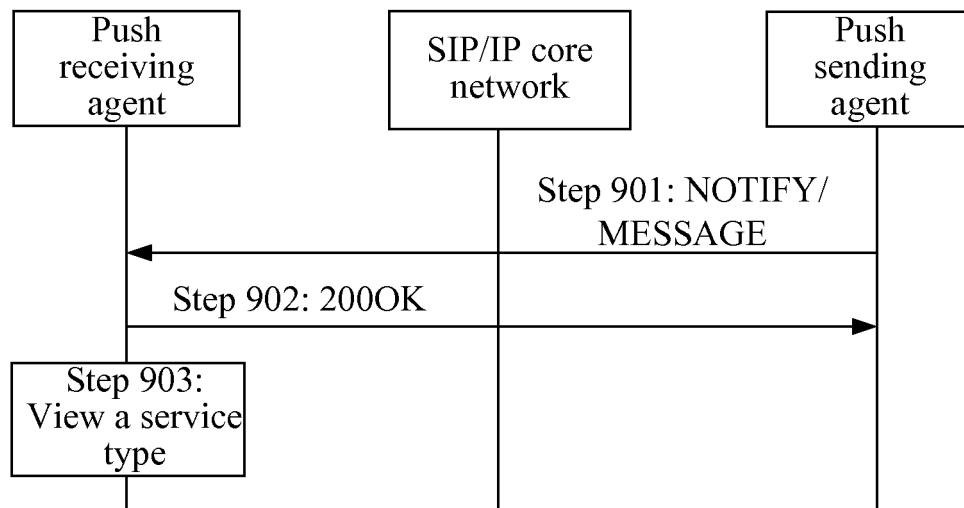 Push
receiving
agent
SIP/IP core
network
Push
sending
agent
Step 901: NOTIFY/
MESSAGE
Step 902: 200OK
Step 903:
View a service
type